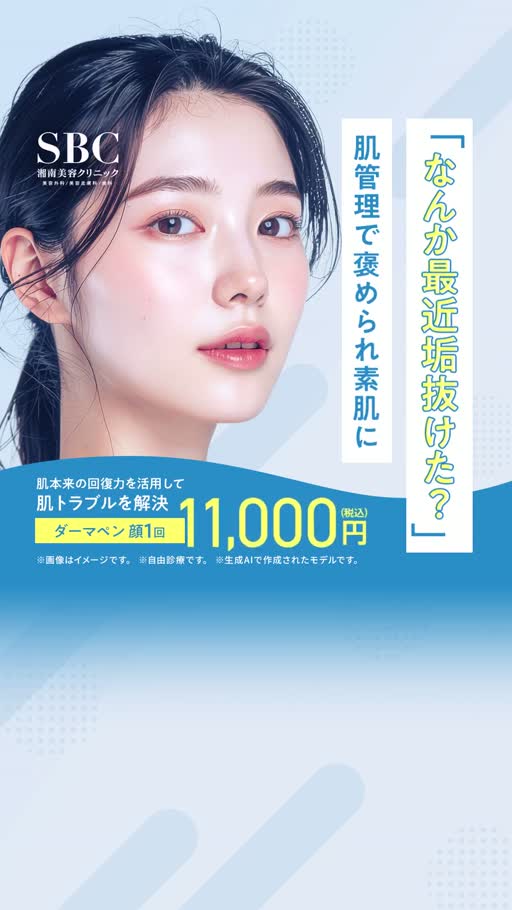 SBC
湘南美容クリニック
美容外科/美容皮膚科/歯科
「なんか最近垢抜けた?」
肌管理で褒められ素肌に
肌本来の回復力を活用して
肌トラブルを解決
ダーマペン 顔1回
11,000円(税込)
※画像はイメージです。 ※自由診療です。 ※生成AIで作成されたモデルです。